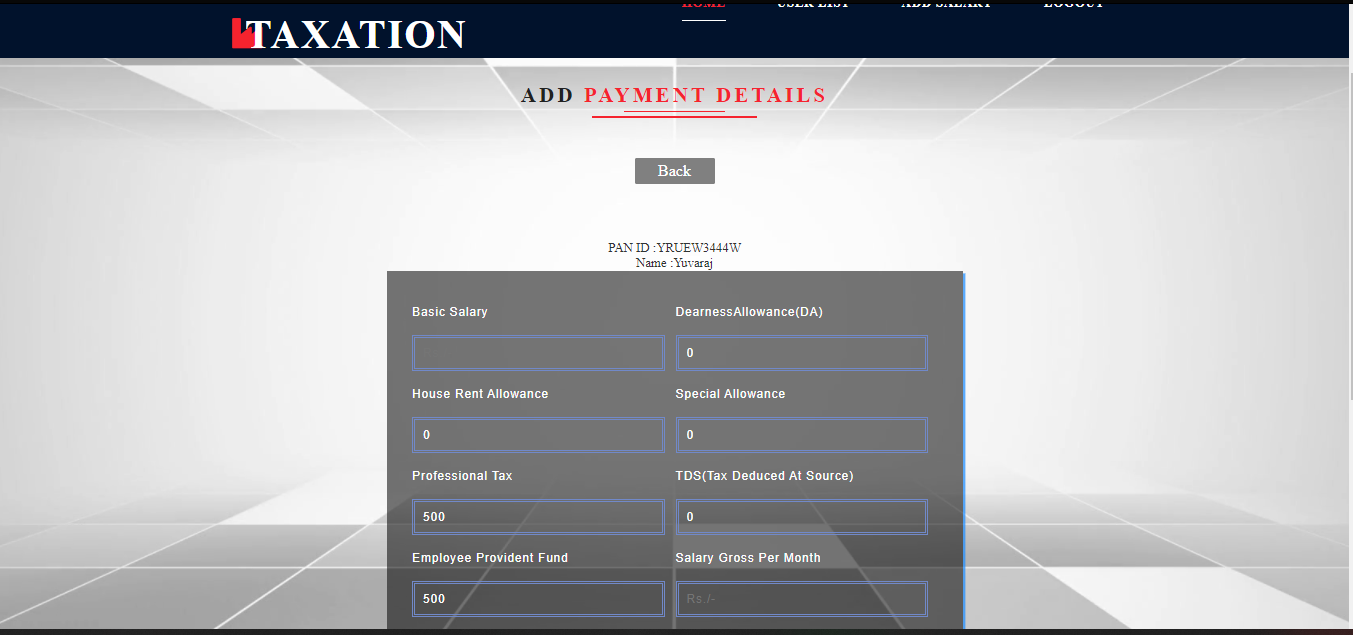 HOME USER LIST ADD SALARY LOGOUT
TAXATION
ADD PAYMENT DETAILS
Back
PAN ID :YRUEW3444W
Name :Yuvaraj
Basic Salary DearnessAllowance(DA)
0
House Rent Allowance Special Allowance
0 0
Professional Tax TDS(Tax Deducted At Source)
500 0
Employee Provident Fund Salary Gross Per Month
500 Rs./-